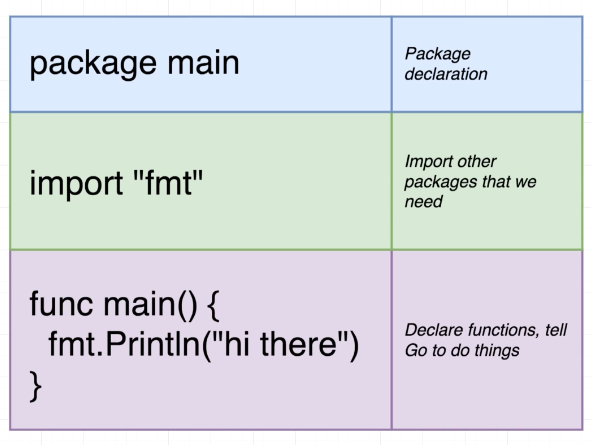 package main
Package
declaration
import "fmt"
Import other
packages that we
need
func main() {
fmt.Println("hi there")
}
Declare functions, tell
Go to do things